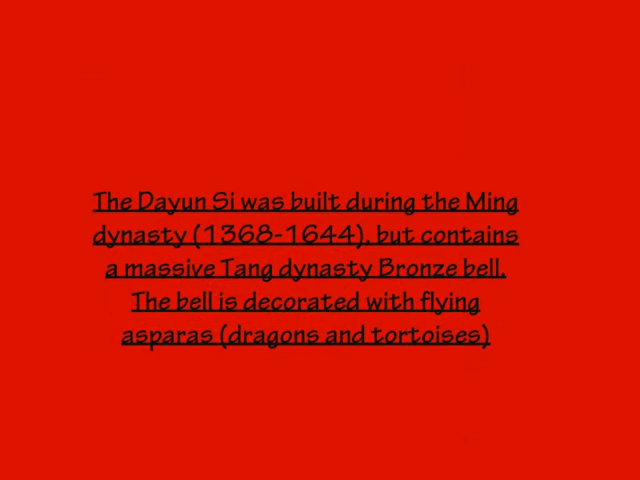 The Dayun Si was built during the Ming
dynasty (1368-1644), but contains
a massive Tang dynasty Bronze bell.
The bell is decorated with flying
asparas (dragons and tortoises)